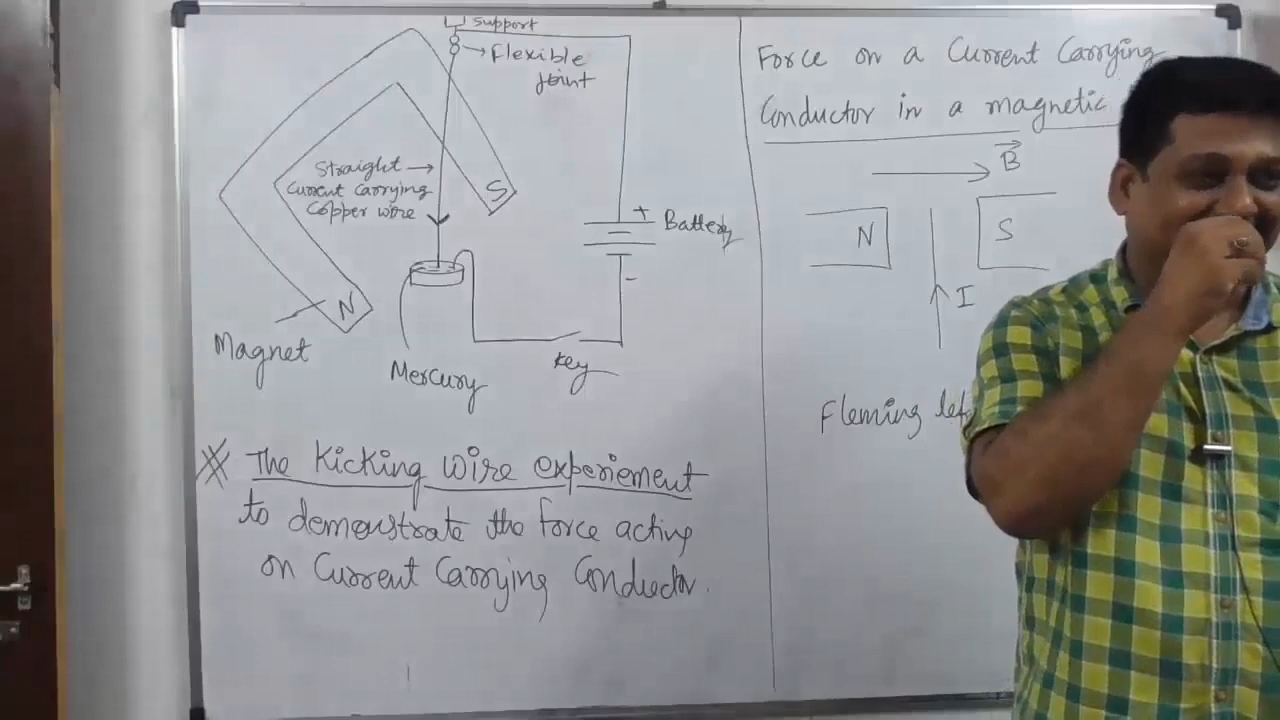 support
Flexible
joint
Straight
Current Carrying
Copper wire
S
N
Magnet
Mercury
+
Battery
-
Key
※ The Kicking Wire experiement
to demonstrate the force acting
on Current Carrying Conductor.
Force on a Current Carrying
Conductor in a magnetic
B
N
S
I
Fleming left